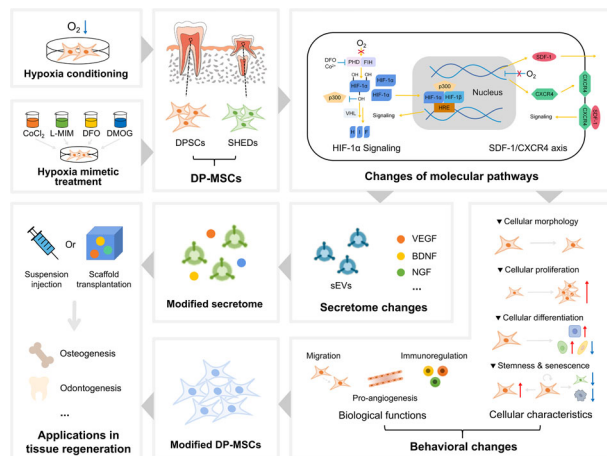 O₂
Hypoxia conditioning
CoCl₂ L-MIM DFO DMOG
Hypoxia mimetic
treatment
DPSCs
SHEDs
DP-MSCs
O₂
DFO
Co²⁺
PHD
FIH
OH
OH
HIF-1α
HIF-1α
HIF-1α
p300
OH
VHL
H I F
Signaling
HIF-1α Signaling
p300
HIF-1α
HIF-1β
HRE
Nucleus
O₂
SDF-1
CXCR4
CXCR4
Signaling
CXCR4
SDF-1
SDF-1/CXCR4 axis
Changes of molecular pathways
Suspension
injection
Or
Scaffold
transplantation
Osteogenesis
Odontogenesis
...
Applications in
tissue regeneration
Modified secretome
sEVs
VEGF
BDNF
NGF
...
Secretome changes
Modified DP-MSCs
Migration
Immunoregulation
Pro-angiogenesis
Biological functions
▼ Cellular morphology
▼ Cellular proliferation
▼ Cellular differentiation
▼ Stemness & senescence
Cellular characteristics
Behavioral changes